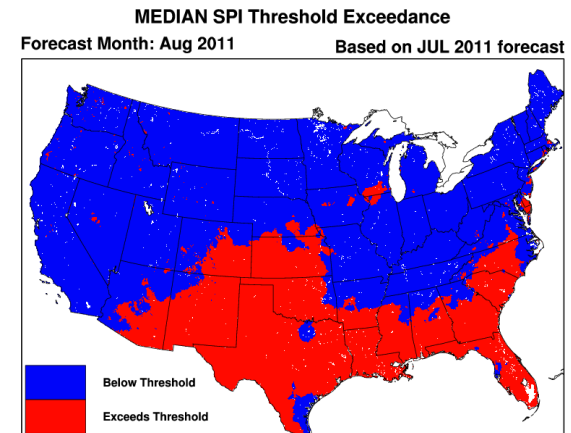 MEDIAN SPI Threshold Exceedance
Forecast Month: Aug 2011
Based on JUL 2011 forecast
Below Threshold
Exceeds Threshold